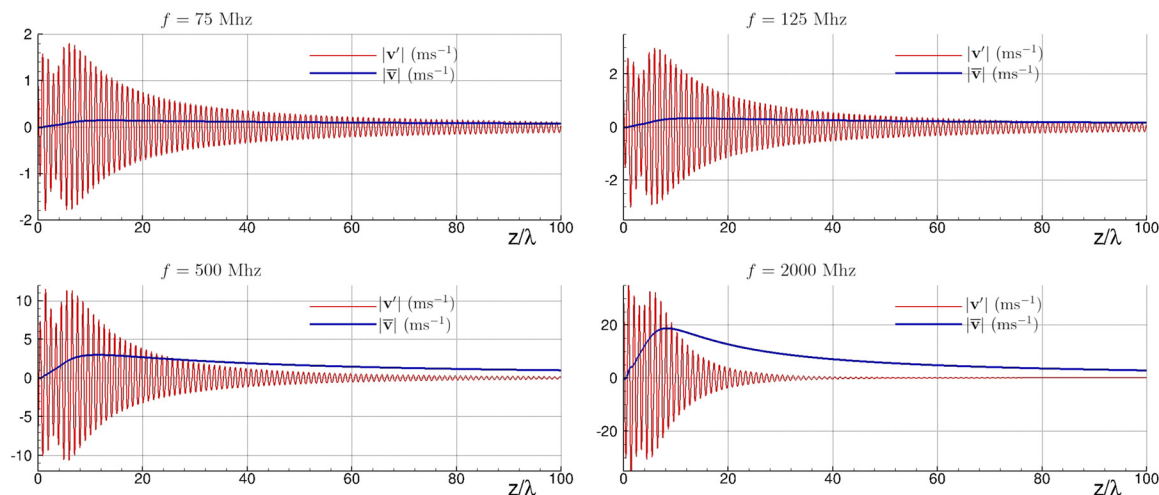 f = 75 Mhz
|v′| (ms⁻¹)
|v̅| (ms⁻¹)
2
1
0
1
-2
0 20 40 60 80 100
z/λ
f = 125 Mhz
|v′| (ms⁻¹)
|v̅| (ms⁻¹)
2
0
-2
0 20 40 60 80 100
z/λ
f = 500 Mhz
|v′| (ms⁻¹)
|v̅| (ms⁻¹)
10
5
0
-5
-10
0 20 40 60 80 100
z/λ
f = 2000 Mhz
|v′| (ms⁻¹)
|v̅| (ms⁻¹)
20
0
-20
0 20 40 60 80 100
z/λ